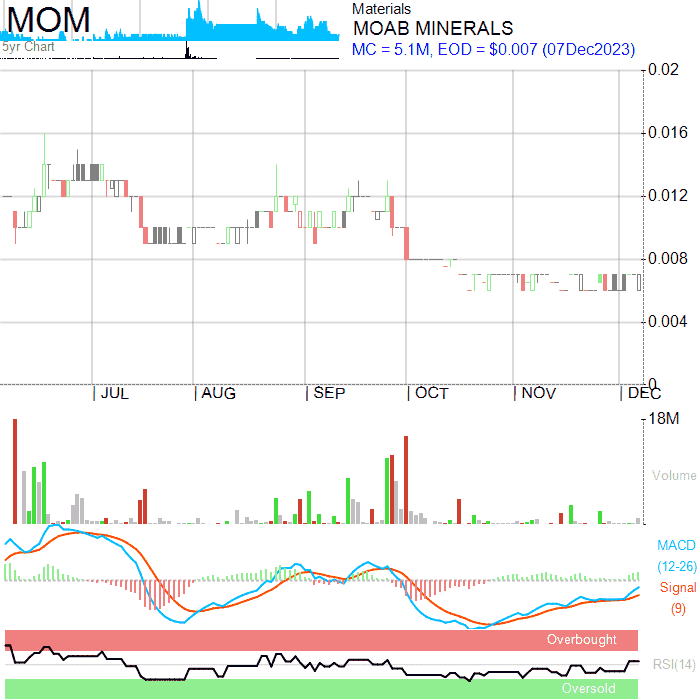 MOM
5yr Chart
Materials
MOAB MINERALS
MC = 5.1M, EOD = $0.007 (07Dec2023)
0.02
0.016
0.012
0.008
0.004
0
JUL AUG SEP OCT NOV DEC
18M
Volume
MACD
(12-26)
Signal
(9)
Overbought
RSI(14)
Oversold